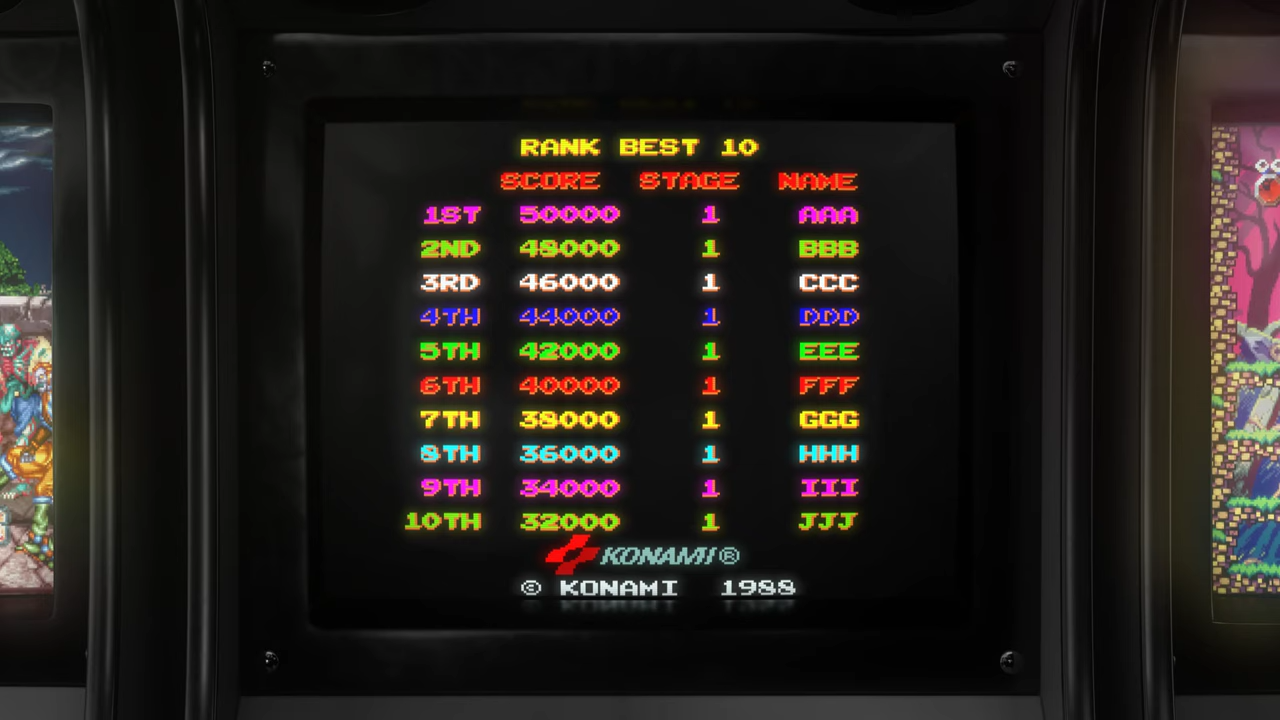 RANK BEST 10
SCORE STAGE NAME
1ST 50000 1 AAA
2ND 48000 1 BBB
3RD 46000 1 CCC
4TH 44000 1 DDD
5TH 42000 1 EEE
6TH 40000 1 FFF
7TH 38000 1 GGG
8TH 36000 1 HHH
9TH 34000 1 III
10TH 32000 1 JJJ
KONAMI®
© KONAMI 1988